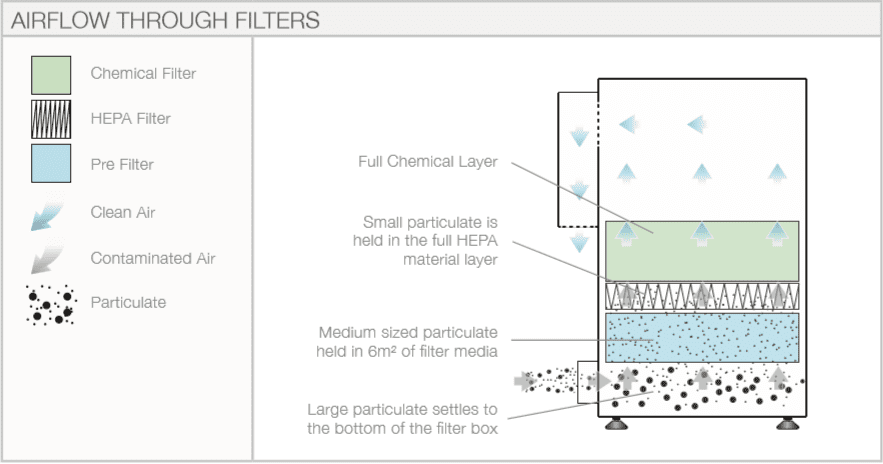 AIRFLOW THROUGH FILTERS
Chemical Filter
HEPA Filter
Pre Filter
Clean Air
Contaminated Air
Particulate
Full Chemical Layer
Small particulate is
held in the full HEPA
material layer
Medium sized particulate
held in 6m² of filter media
Large particulate settles to
the bottom of the filter box